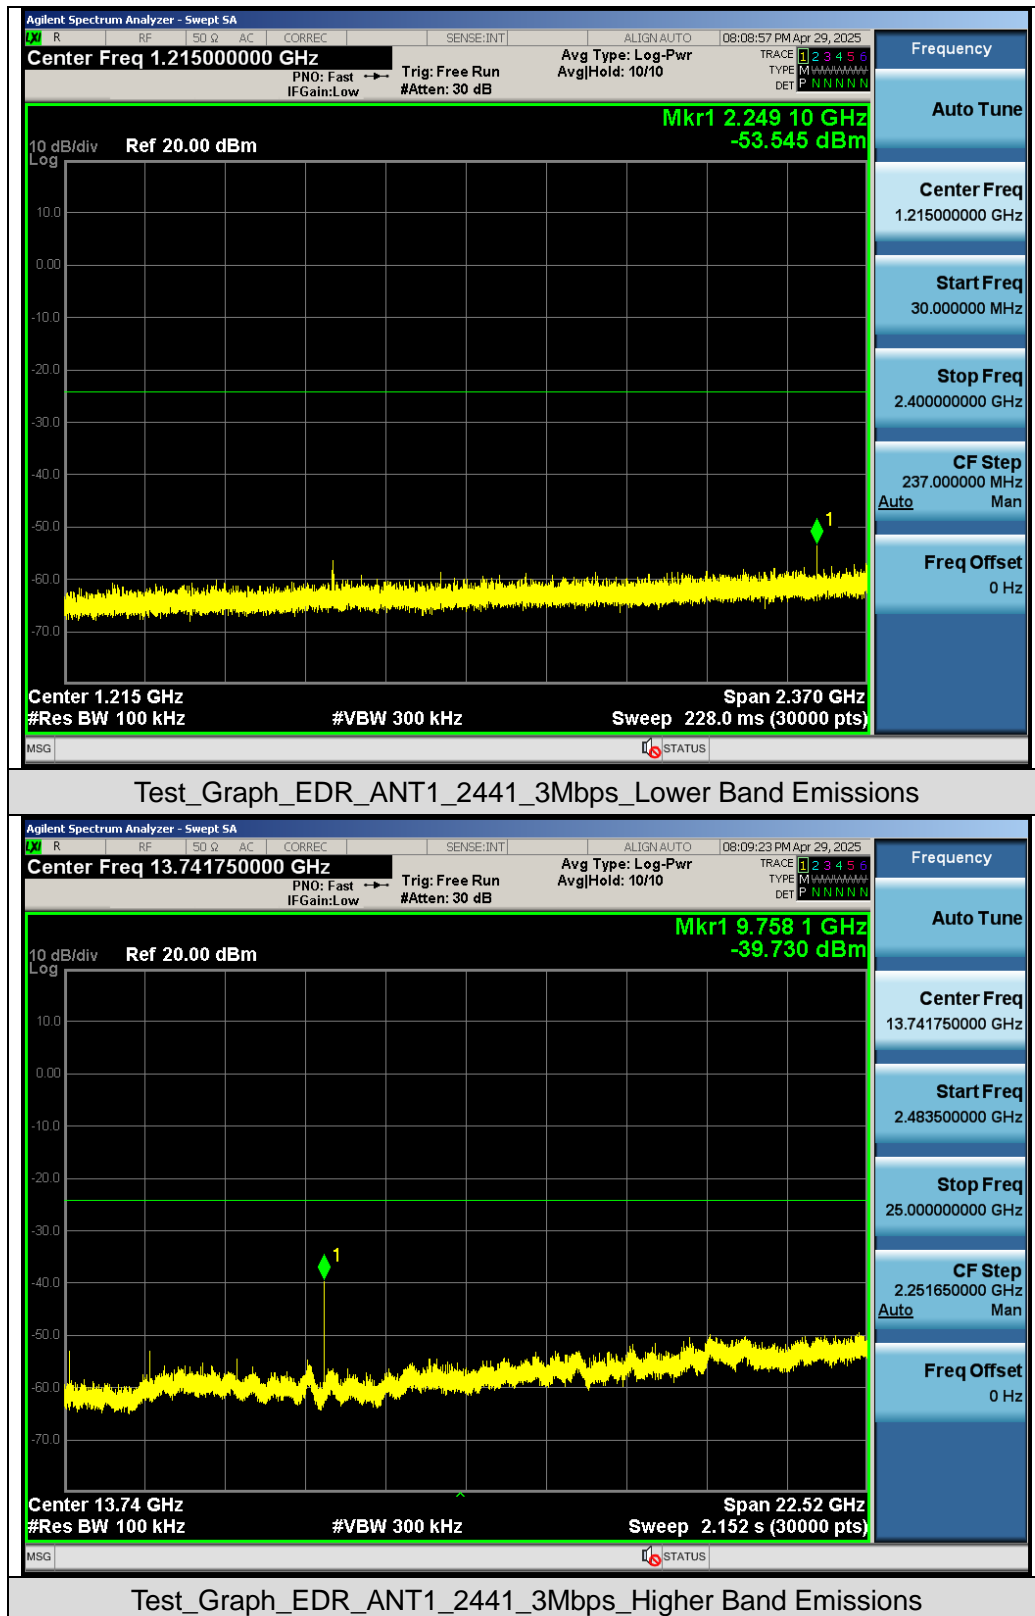 Agilent Spectrum Analyzer - Swept SA
LXI R RF 50 Ω AC CORREC SENSE:INT ALIGN AUTO 08:08:57 PM Apr 29, 2025
Center Freq 1.215000000 GHz
PNO: Fast
IFGain:Low
Trig: Free Run
#Atten: 30 dB
Avg Type: Log-Pwr
Avg|Hold: 10/10
TRACE 1 2 3 4 5 6
TYPE M
DET P N N N N N
Mkr1 2.249 10 GHz
-53.545 dBm
10 dB/div Ref 20.00 dBm
Log
10.0
0.00
-10.0
-20.0
-30.0
-40.0
-50.0
-60.0
-70.0
1
Center 1.215 GHz Span 2.370 GHz
#Res BW 100 kHz #VBW 300 kHz Sweep 228.0 ms (30000 pts)
MSG STATUS
Frequency
Auto Tune
Center Freq
1.215000000 GHz
Start Freq
30.000000 MHz
Stop Freq
2.400000000 GHz
CF Step
237.000000 MHz
Auto Man
Freq Offset
0 Hz
Test_Graph_EDR_ANT1_2441_3Mbps_Lower Band Emissions
Agilent Spectrum Analyzer - Swept SA
LXI R RF 50 Ω AC CORREC SENSE:INT ALIGN AUTO 08:09:23 PM Apr 29, 2025
Center Freq 13.741750000 GHz
PNO: Fast
IFGain:Low
Trig: Free Run
#Atten: 30 dB
Avg Type: Log-Pwr
Avg|Hold: 10/10
TRACE 1 2 3 4 5 6
TYPE M
DET P N N N N N
Mkr1 9.758 1 GHz
-39.730 dBm
10 dB/div Ref 20.00 dBm
Log
10.0
0.00
-10.0
-20.0
-30.0
-40.0
-50.0
-60.0
-70.0
1
Center 13.74 GHz Span 22.52 GHz
#Res BW 100 kHz #VBW 300 kHz Sweep 2.152 s (30000 pts)
MSG STATUS
Frequency
Auto Tune
Center Freq
13.741750000 GHz
Start Freq
2.483500000 GHz
Stop Freq
25.000000000 GHz
CF Step
2.251650000 GHz
Auto Man
Freq Offset
0 Hz
Test_Graph_EDR_ANT1_2441_3Mbps_Higher Band Emissions